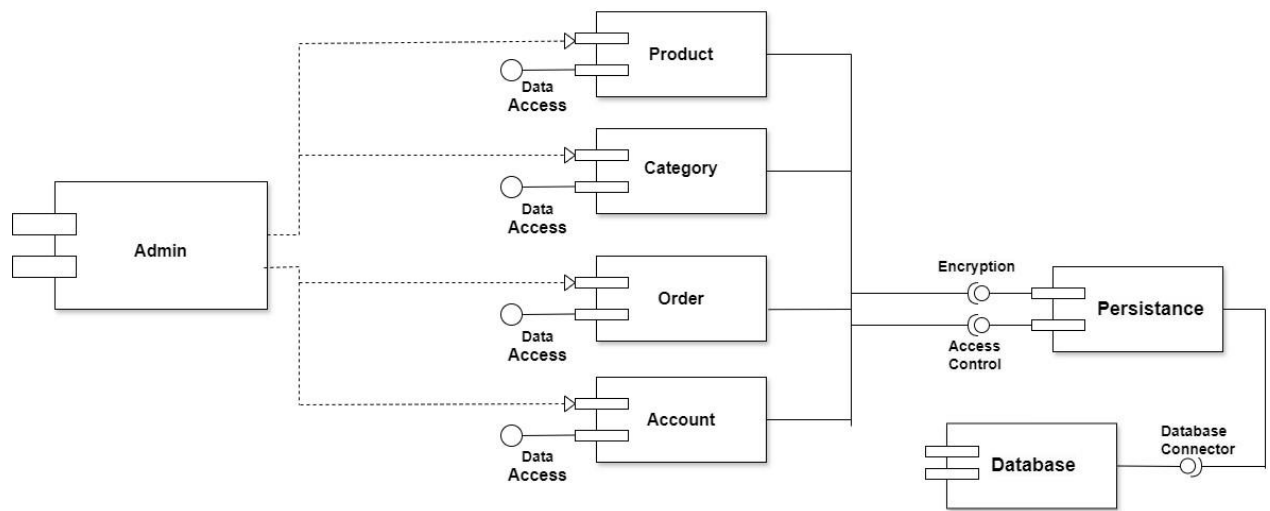 Product
Data
Access
Category
Data
Access
Admin
Order
Data
Access
Encryption
Access
Control
Persistance
Account
Data
Access
Database
Connector
Database